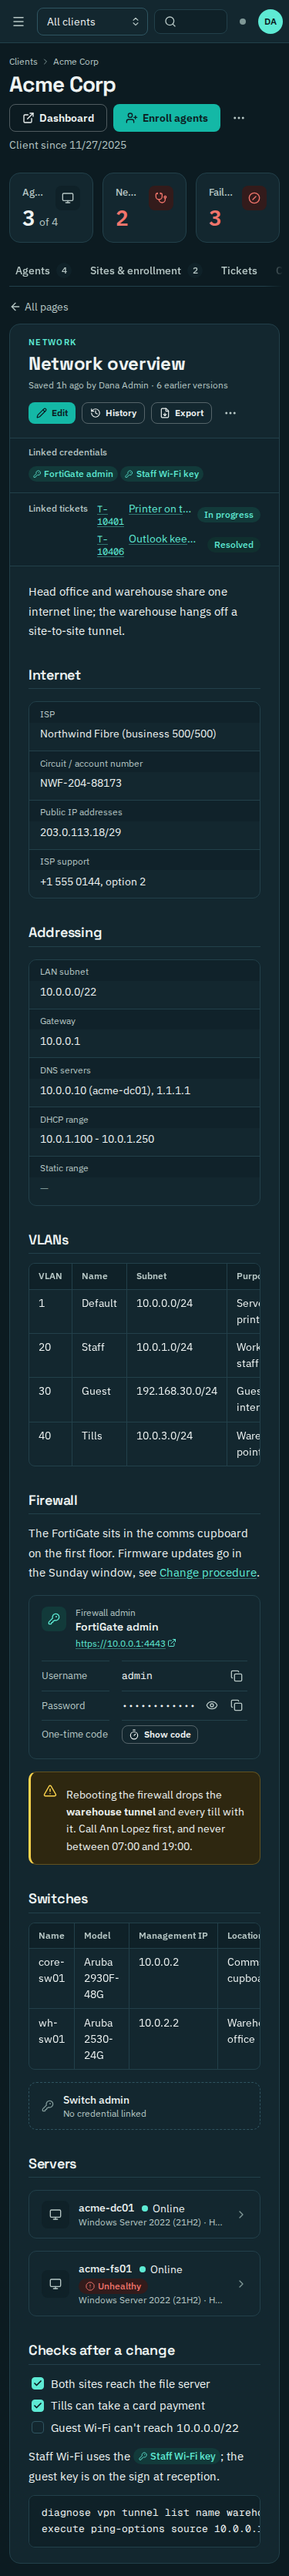 All clients
DA
Clients > Acme Corp
Acme Corp
Dashboard
Enroll agents
Client since 11/27/2025
Ag...
3 of 4
Ne...
2
Fail...
3
Agents 4
Sites & enrollment 2
Tickets
All pages
NETWORK
Network overview
Saved 1h ago by Dana Admin · 6 earlier versions
Edit
History
Export
Linked credentials
FortiGate admin
Staff Wi-Fi key
Linked tickets
T-10401
Printer on t...
In progress
T-10406
Outlook kee...
Resolved
Head office and warehouse share one
internet line; the warehouse hangs off a
site-to-site tunnel.
Internet
ISP
Northwind Fibre (business 500/500)
Circuit / account number
NWF-204-88173
Public IP addresses
203.0.113.18/29
ISP support
+1 555 0144, option 2
Addressing
LAN subnet
10.0.0.0/22
Gateway
10.0.0.1
DNS servers
10.0.0.10 (acme-dc01), 1.1.1.1
DHCP range
10.0.1.100 - 10.0.1.250
Static range
—
VLANs
VLAN Name Subnet Purpo
1 Default 10.0.0.0/24 Serve
print
20 Staff 10.0.1.0/24 Work
staff
30 Guest 192.168.30.0/24 Gues
inter
40 Tills 10.0.3.0/24 Ware
point
Firewall
The FortiGate sits in the comms cupboard
on the first floor. Firmware updates go in
the Sunday window, see Change procedure.
Firewall admin
FortiGate admin
https://10.0.0.1:4443
Username admin
Password ••••••••••••
One-time code Show code
Rebooting the firewall drops the
warehouse tunnel and every till with
it. Call Ann Lopez first, and never
between 07:00 and 19:00.
Switches
Name Model Management IP Location
core-sw01
Aruba 2930F-48G
10.0.0.2
Comm
cupboa
wh-sw01
Aruba 2530-24G
10.0.2.2
Wareho
office
Switch admin
No credential linked
Servers
acme-dc01 Online
Windows Server 2022 (21H2) · H...
acme-fs01 Online
Unhealthy
Windows Server 2022 (21H2) · H...
Checks after a change
Both sites reach the file server
Tills can take a card payment
Guest Wi-Fi can't reach 10.0.0.0/22
Staff Wi-Fi uses the Staff Wi-Fi key; the
guest key is on the sign at reception.
diagnose vpn tunnel list name wareho
execute ping-options source 10.0.0.1